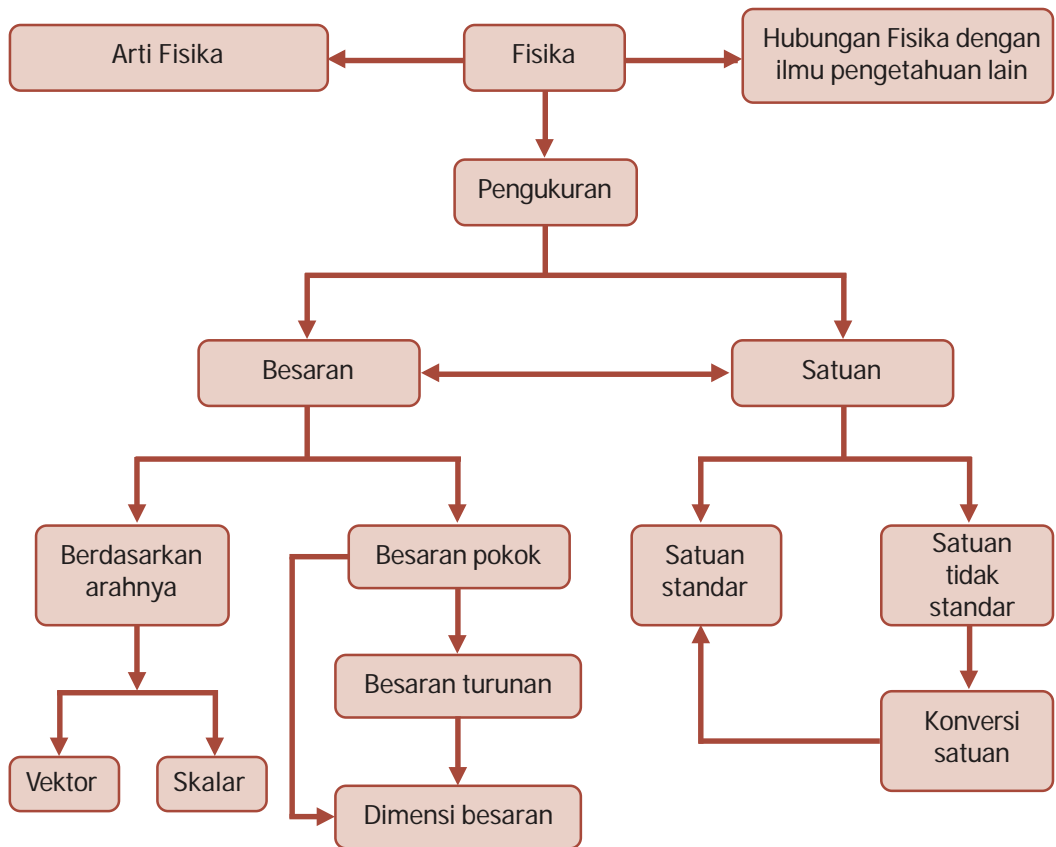 Arti Fisika
Fisika
Hubungan Fisika dengan
ilmu pengetahuan lain
Pengukuran
Besaran
Satuan
Berdasarkan
arahnya
Besaran pokok
Satuan
standar
Satuan
tidak
standar
Besaran turunan
Konversi
satuan
Vektor
Skalar
Dimensi besaran